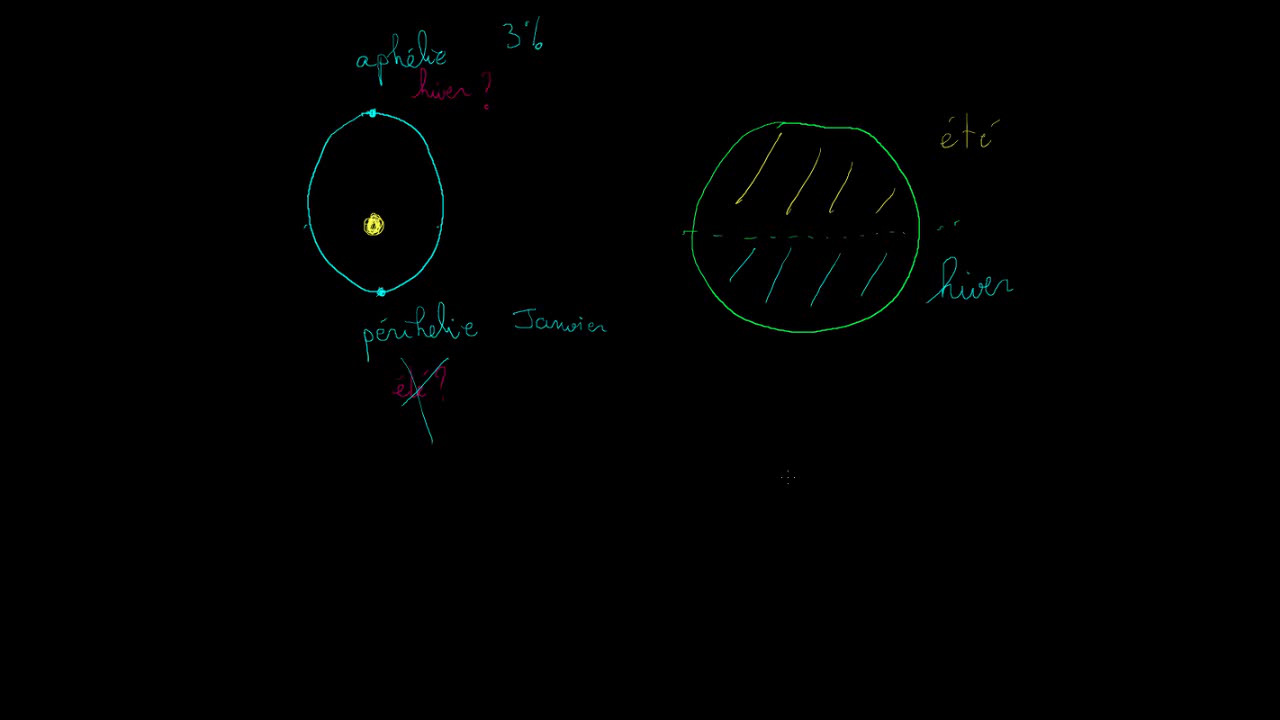 3%
aphélie
hiver ?
été
hiver
périhélie Janvier
été ?